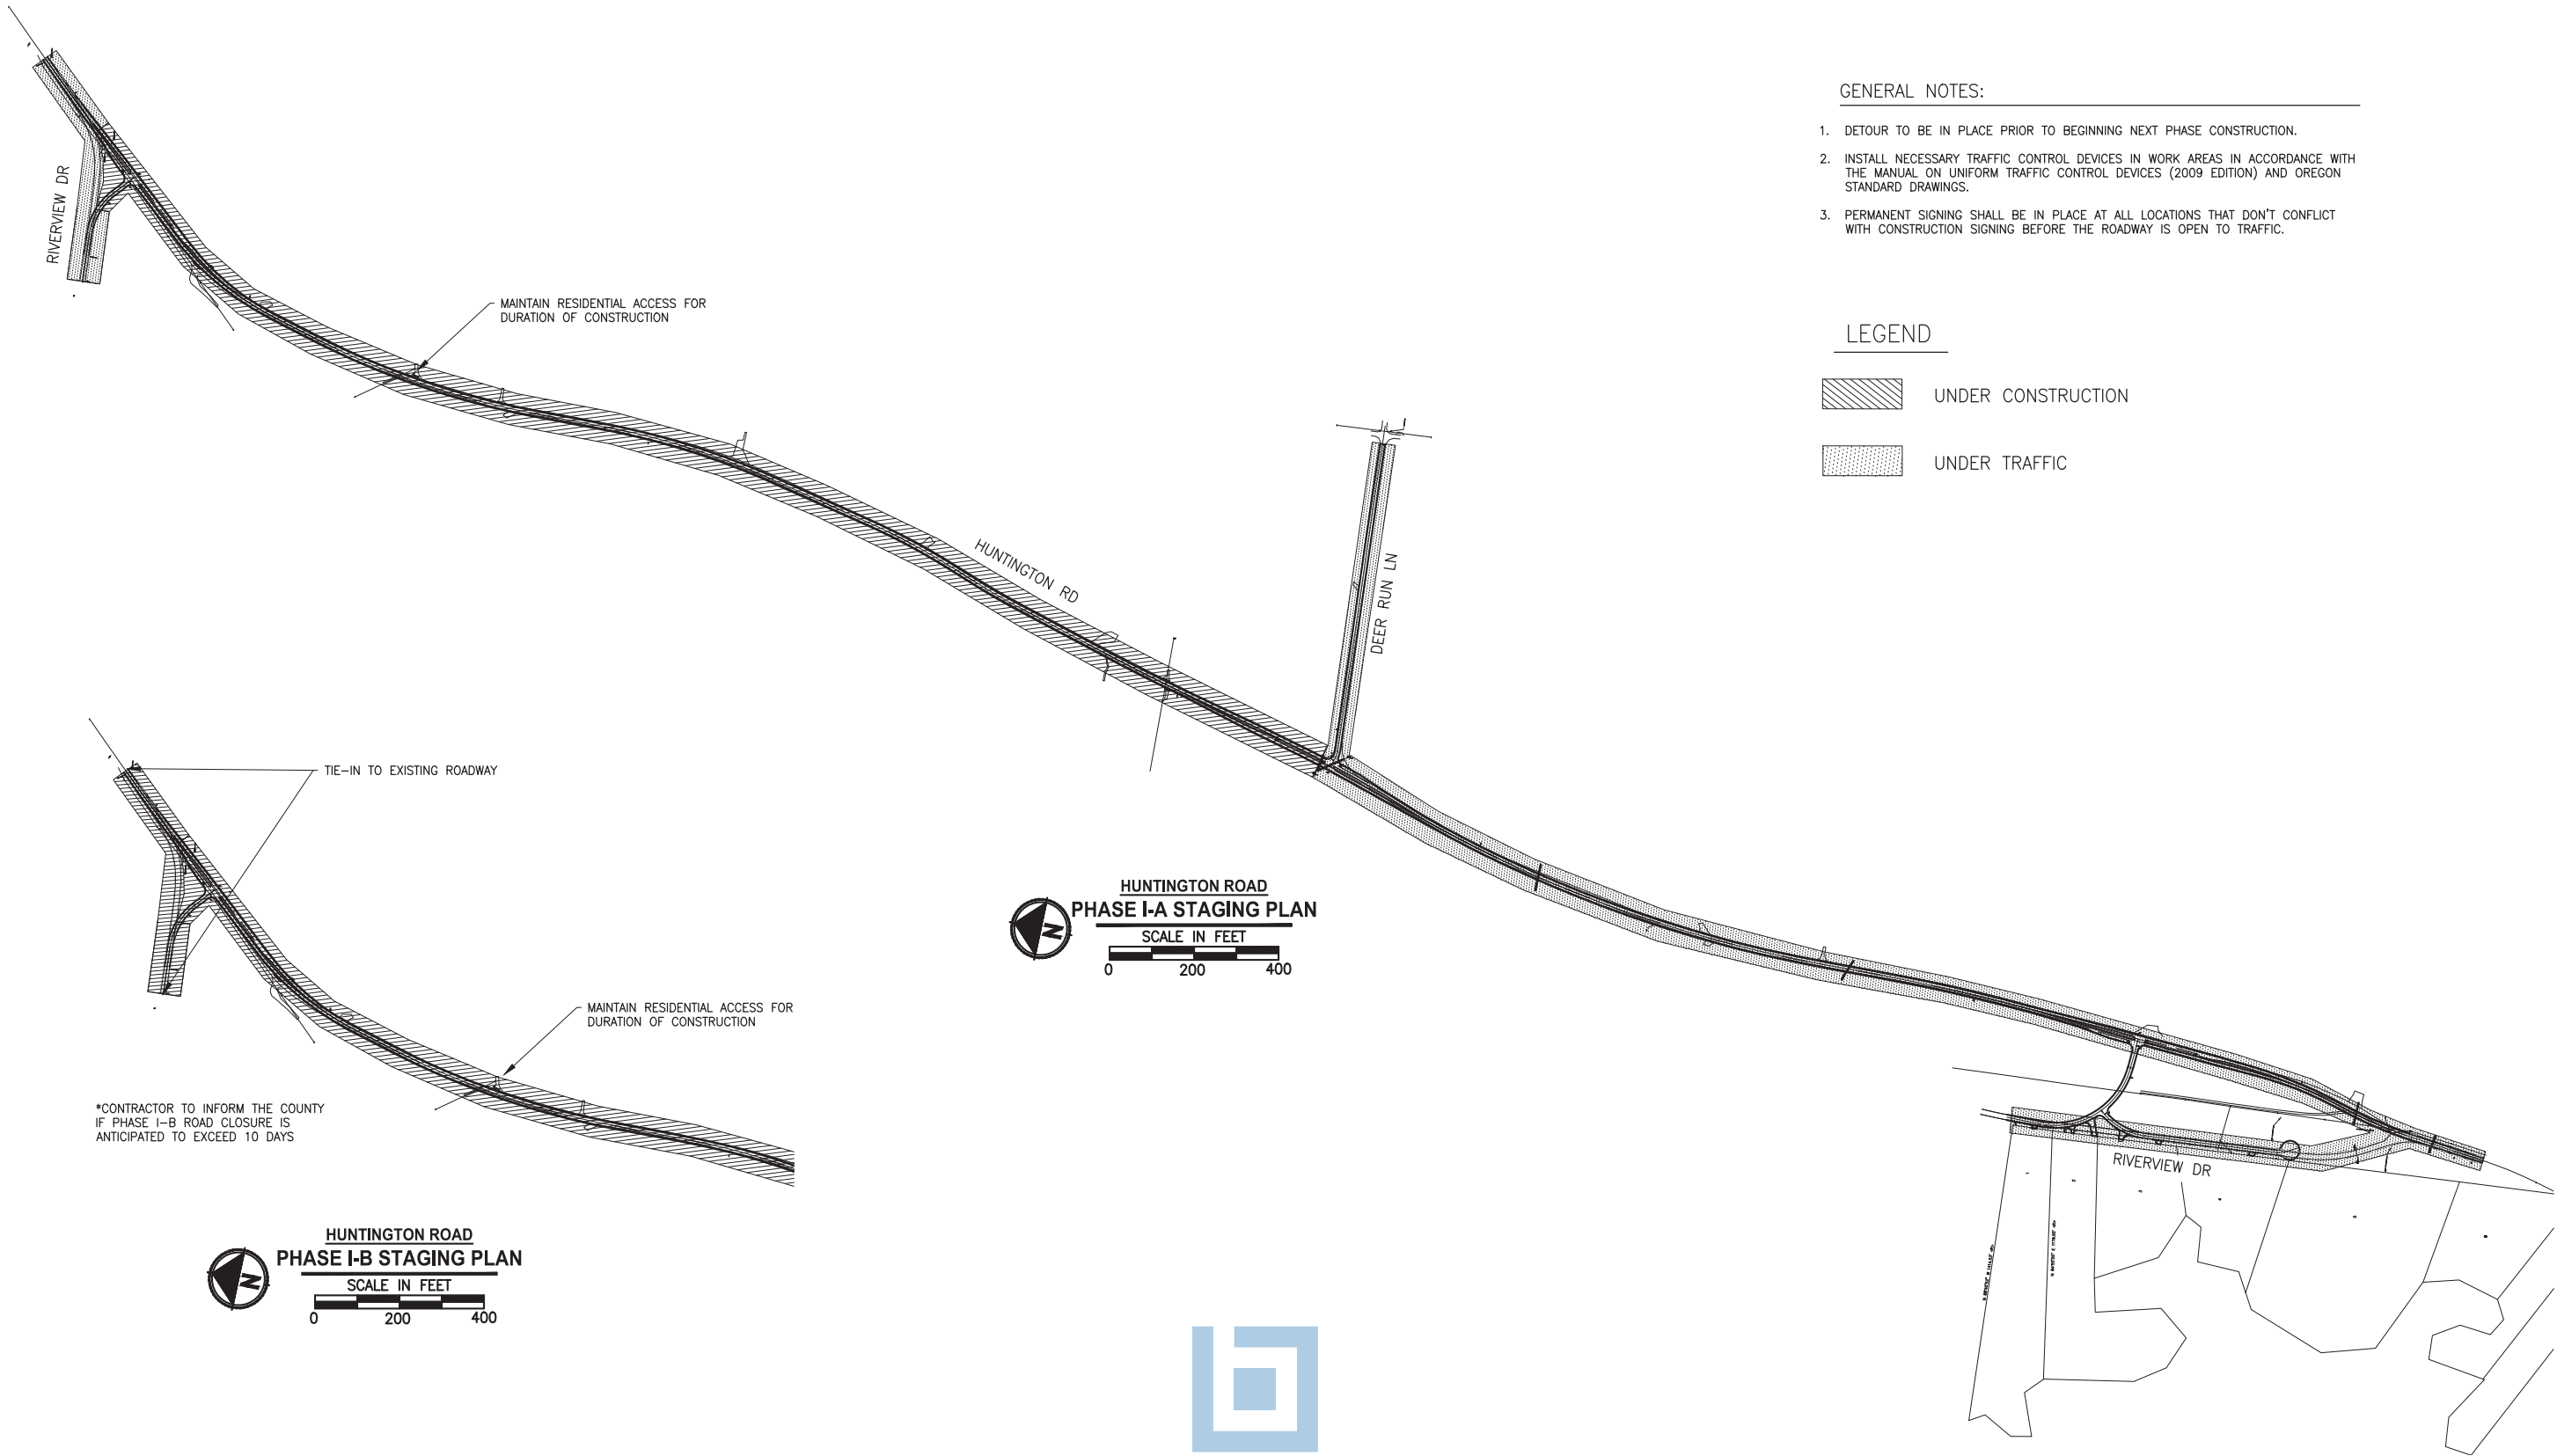 GENERAL NOTES:
1. DETOUR TO BE IN PLACE PRIOR TO BEGINNING NEXT PHASE CONSTRUCTION.
2. INSTALL NECESSARY TRAFFIC CONTROL DEVICES IN WORK AREAS IN ACCORDANCE WITH
THE MANUAL ON UNIFORM TRAFFIC CONTROL DEVICES (2009 EDITION) AND OREGON
STANDARD DRAWINGS.
3. PERMANENT SIGNING SHALL BE IN PLACE AT ALL LOCATIONS THAT DON'T CONFLICT
WITH CONSTRUCTION SIGNING BEFORE THE ROADWAY IS OPEN TO TRAFFIC.
LEGEND
UNDER CONSTRUCTION
UNDER TRAFFIC
RIVERVIEW DR
MAINTAIN RESIDENTIAL ACCESS FOR
DURATION OF CONSTRUCTION
HUNTINGTON RD
DEER RUN LN
RIVERVIEW DR
HUNTINGTON ROAD
PHASE I-A STAGING PLAN
N
SCALE IN FEET
0 200 400
TIE-IN TO EXISTING ROADWAY
MAINTAIN RESIDENTIAL ACCESS FOR
DURATION OF CONSTRUCTION
*CONTRACTOR TO INFORM THE COUNTY
IF PHASE I-B ROAD CLOSURE IS
ANTICIPATED TO EXCEED 10 DAYS
HUNTINGTON ROAD
PHASE I-B STAGING PLAN
N
SCALE IN FEET
0 200 400